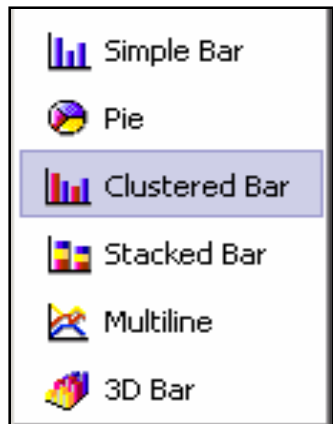 Simple Bar
Pie
Clustered Bar
Stacked Bar
Multiline
3D Bar